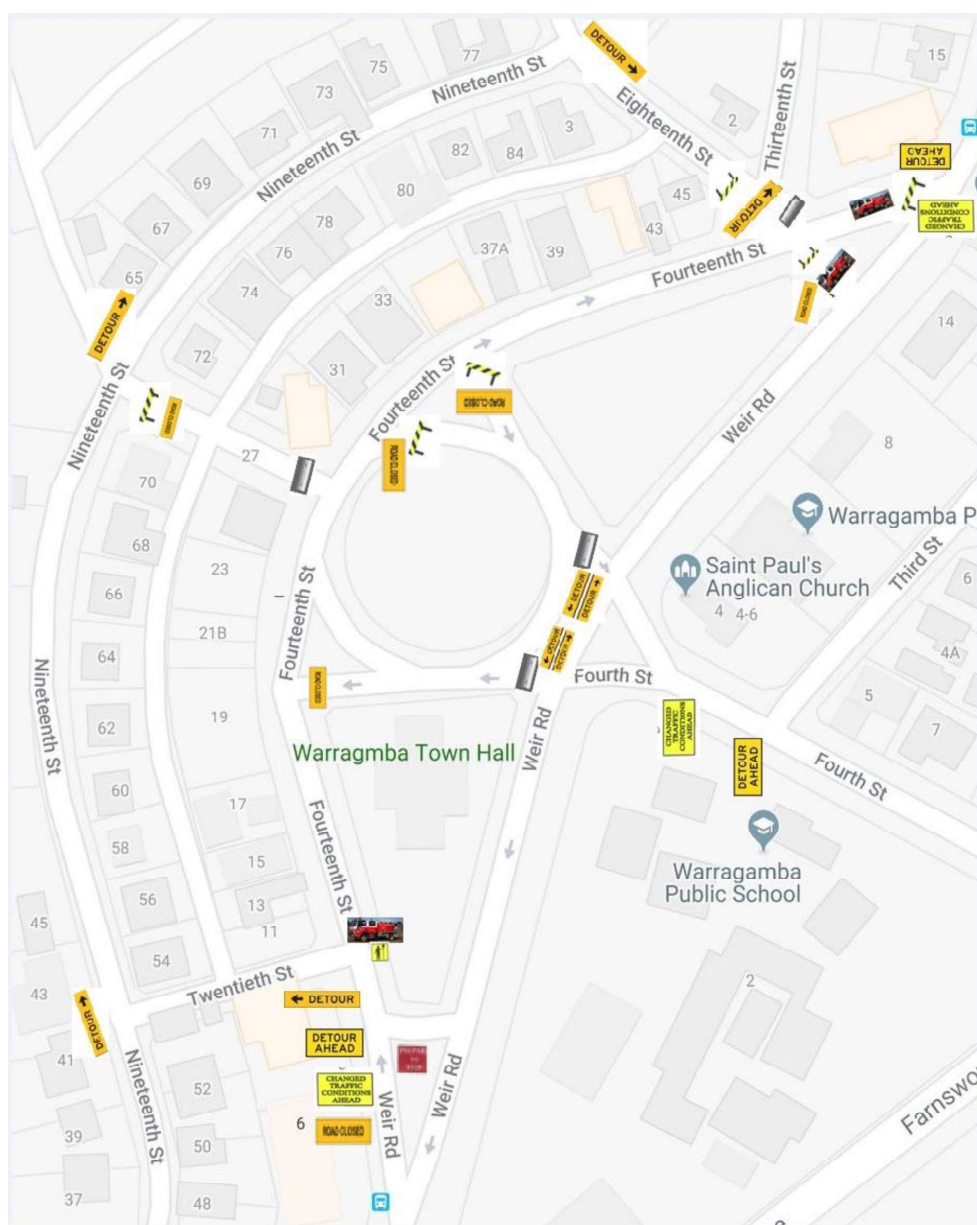 DETOUR
77
75
Nineteenth St
73
15
Eighteenth St
2
Thirteenth St
71
3
82
84
DETOUR
AHEAD
Nineteenth St
69
80
45
DETOUR
CHANGED
TRAFFIC
CONDITIONS
AHEAD
67
78
43
37A
39
76
Fourteenth St
65
74
33
ROAD CLOSED
DETOUR
14
72
31
Fourteenth St
Nineteenth St
ROAD CLOSED
ROAD CLOSED
Weir Rd
ROAD CLOSED
27
8
70
Warragamba P
68
23
Third St
Saint Paul's
Anglican Church
4
4-6
6
66
DETOUR
DETOUR
Fourteenth St
21B
64
DETOUR
DETOUR
4A
Nineteenth St
ROAD CLOSED
Fourth St
5
62
19
CHANGED
TRAFFIC
CONDITIONS
AHEAD
7
Weir Rd
Warragmba Town Hall
DETOUR
AHEAD
Fourth St
60
17
58
15
Warragamba
Public School
56
Fourteenth St
13
45
11
54
2
43
Twentieth St
DETOUR
DETOUR
DETOUR
AHEAD
41
Nineteenth St
52
CHANGED
TRAFFIC
CONDITIONS
AHEAD
Weir Rd
Weir Rd
Farnswo
6
ROAD CLOSED
39
50
37
48